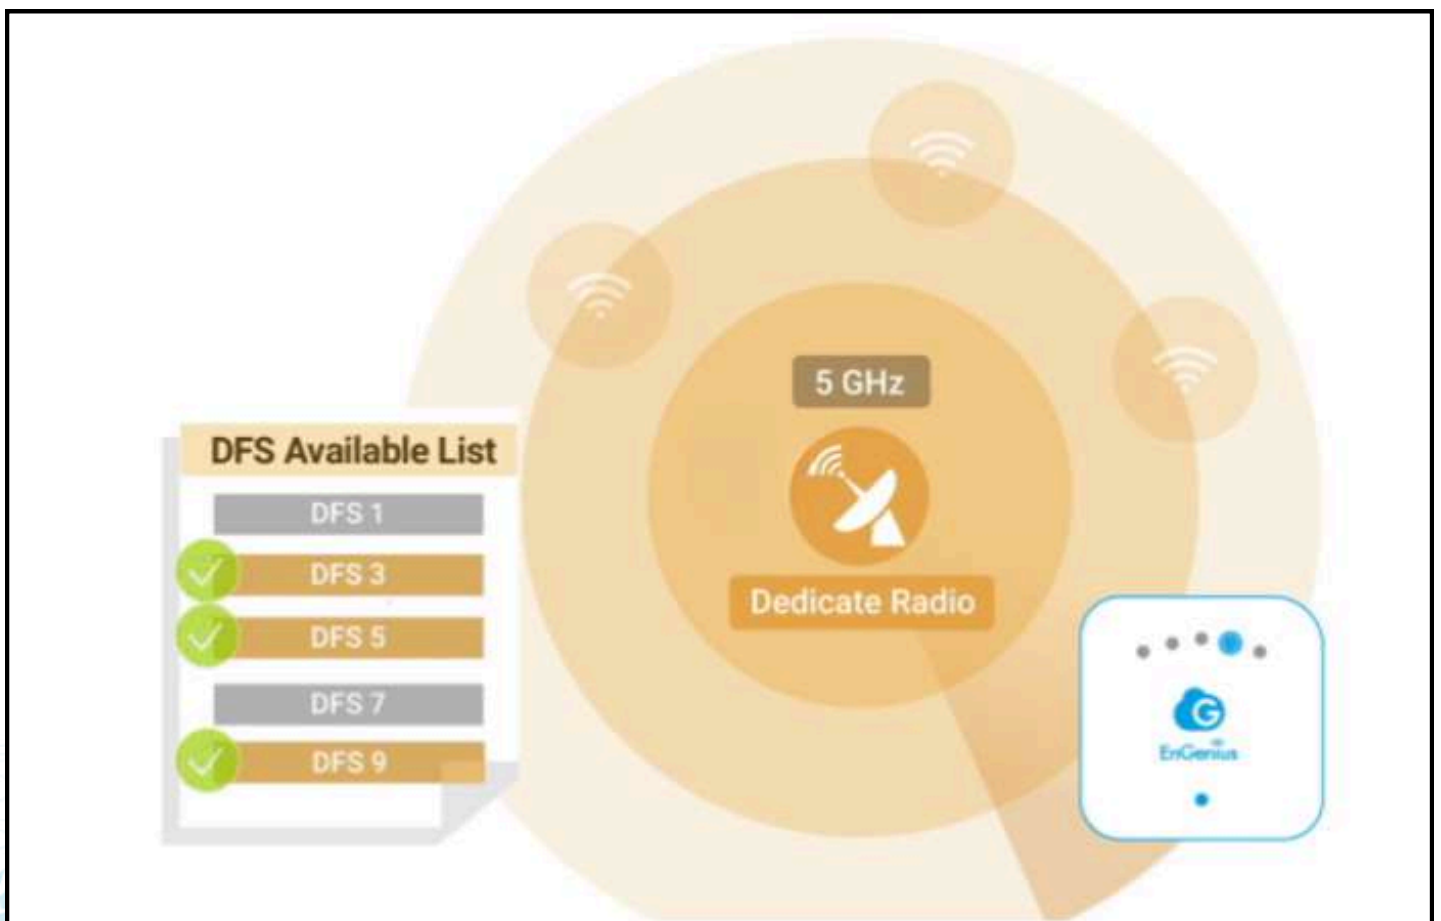 5 GHz
Dedicate Radio
DFS Available List
DFS 1
DFS 3
DFS 5
DFS 7
DFS 9
G
EnGenius